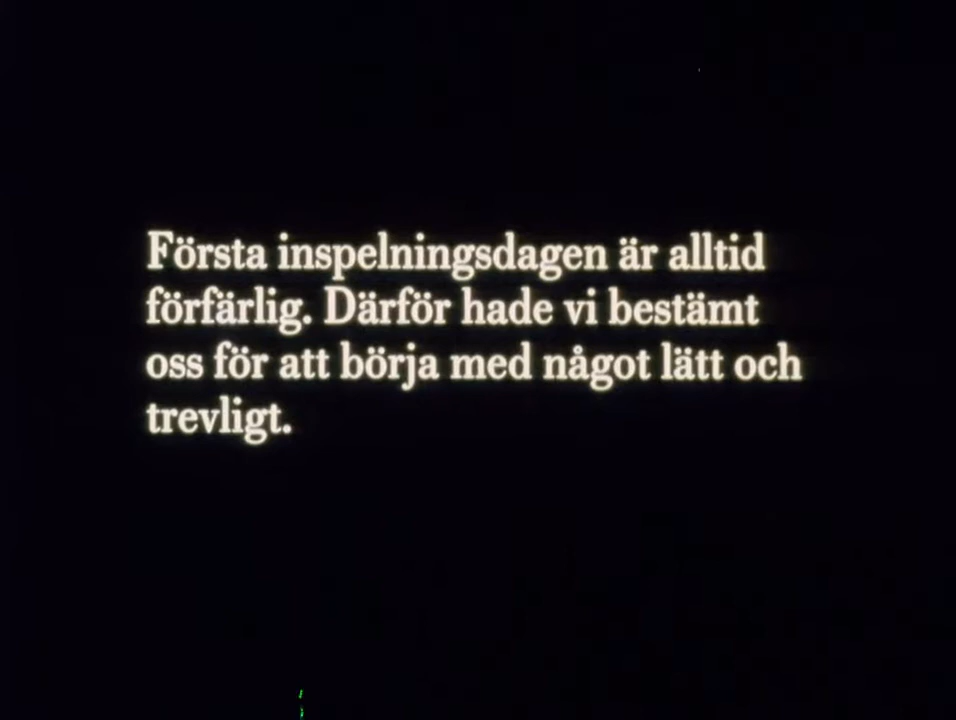 Första inspelningsdagen är alltid
förfärlig. Därför hade vi bestämt
oss för att börja med något lätt och
trevligt.